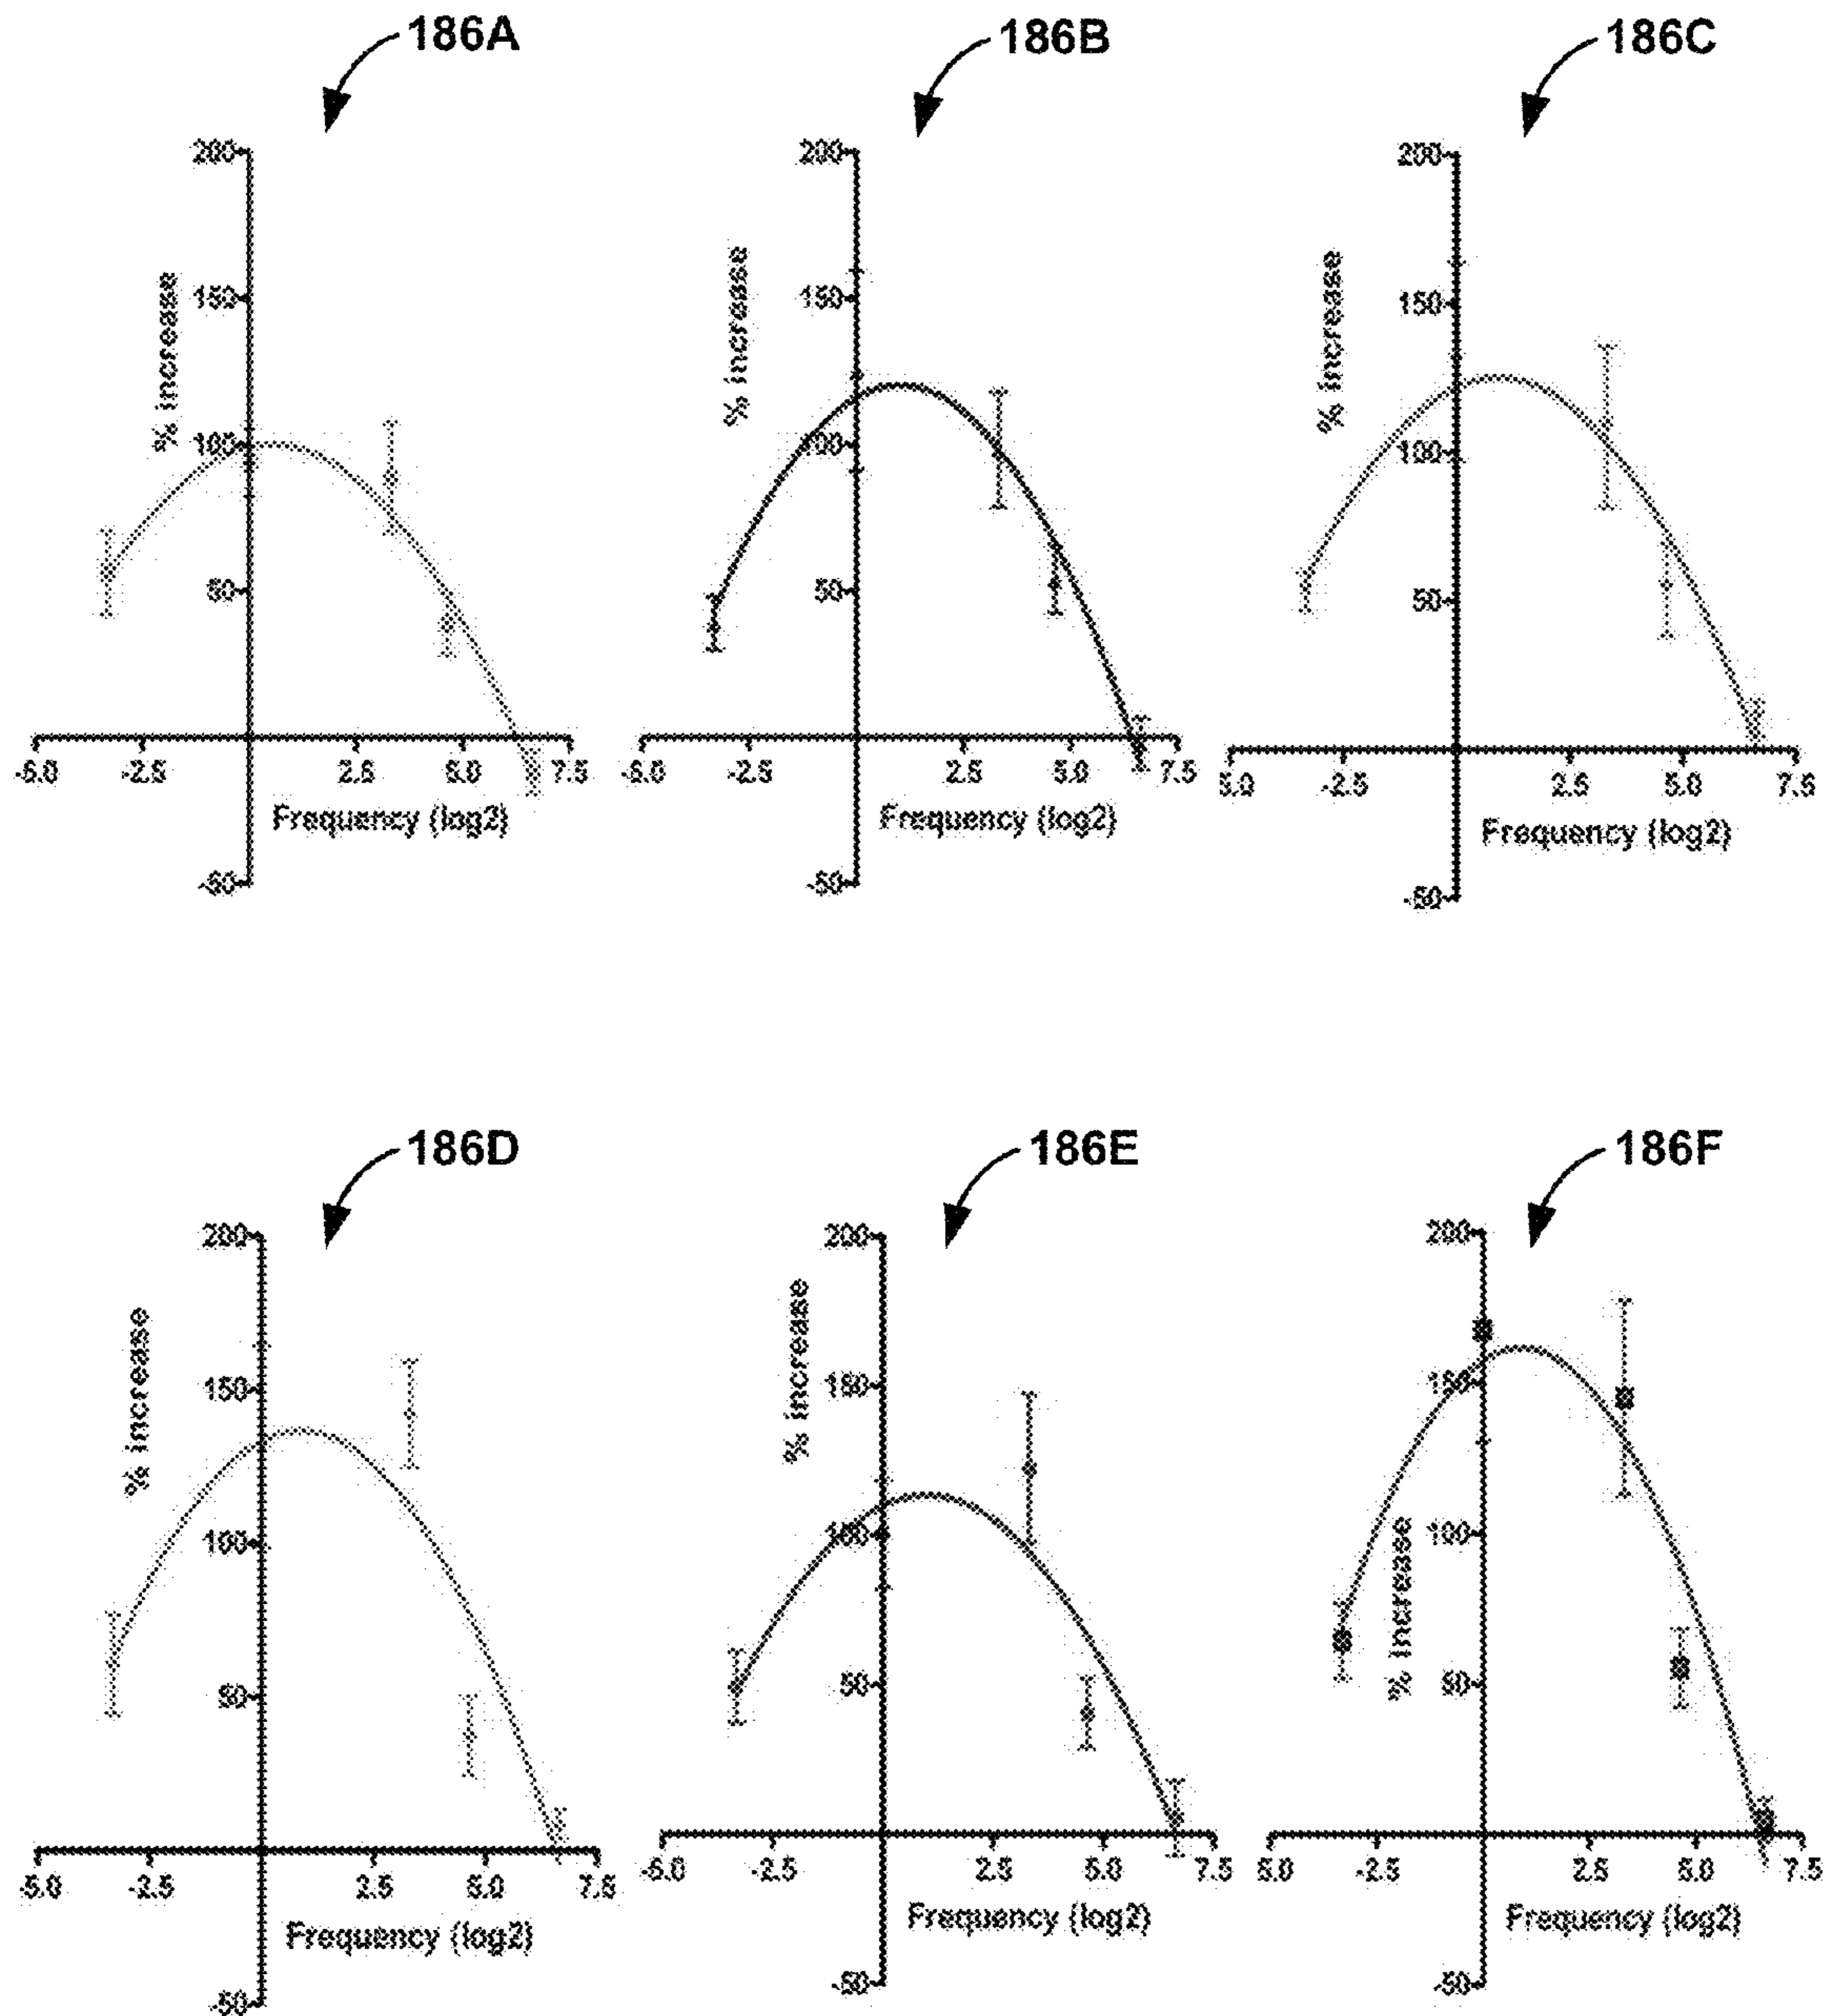 186A
186B
186C
200
150
100
50
-50
% increase
-5.0 -2.5 2.5 5.0 7.5
Frequency (log2)
200
150
100
50
-50
% increase
-5.0 -2.5 2.5 5.0 7.5
Frequency (log2)
200
150
100
50
-50
% increase
5.0 -2.5 2.5 5.0 7.5
Frequency (log2)
186D
186E
186F
200
150
100
50
-50
% increase
-5.0 -2.5 2.5 5.0 7.5
Frequency (log2)
200
150
100
50
-50
% increase
-5.0 -2.5 2.5 5.0 7.5
Frequency (log2)
200
150
100
50
-50
% increase
5.0 -2.5 2.5 5.0 7.5
Frequency (log2)